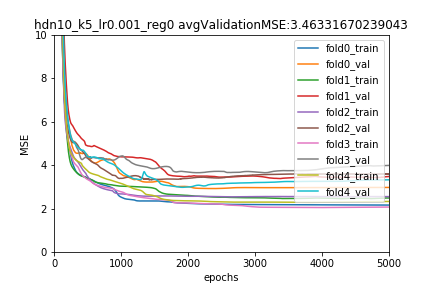 hdn10_k5_lr0.001_reg0 avgValidationMSE:3.46331670239043
10
8
6
4
2
0
MSE
0
1000
2000
3000
4000
5000
epochs
fold0_train
fold0_val
fold1_train
fold1_val
fold2_train
fold2_val
fold3_train
fold3_val
fold4_train
fold4_val